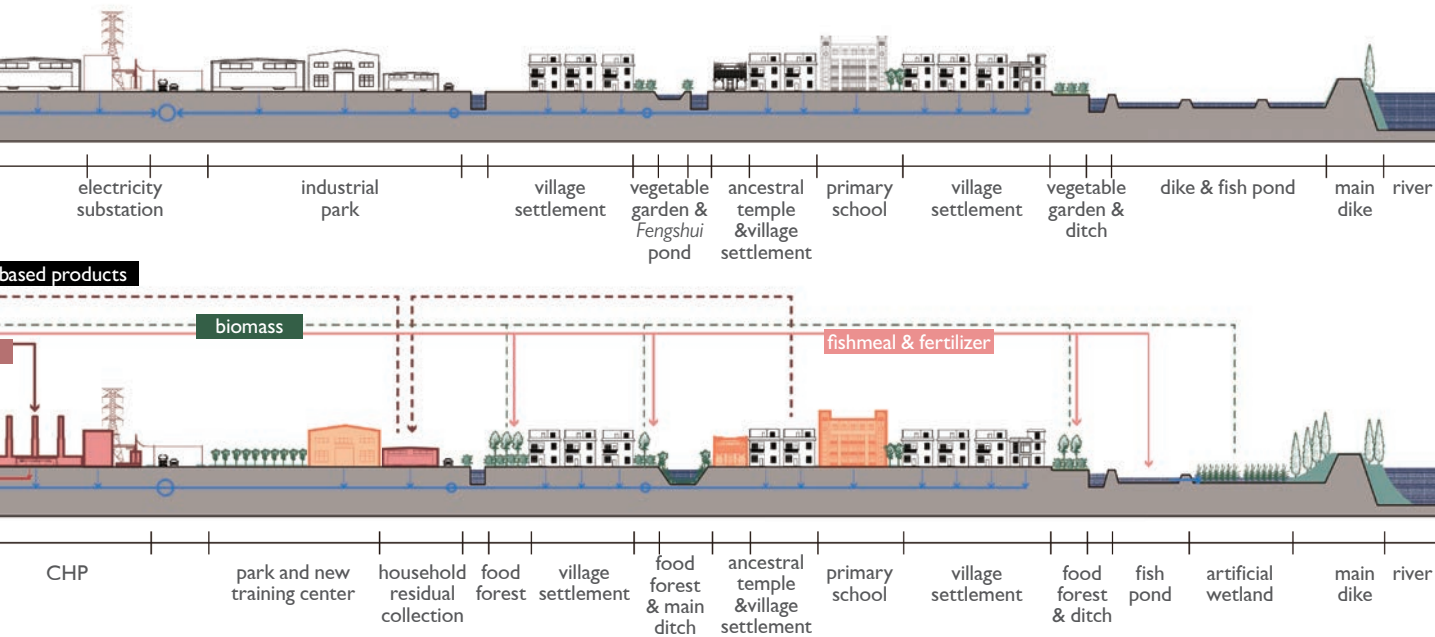 electricity
substation
industrial
park
village
settlement
vegetable
garden &
Fengshui
pond
ancestral
temple
&village
settlement
primary
school
village
settlement
vegetable
garden &
ditch
dike & fish pond
main
dike
river
based products
biomass
fishmeal & fertilizer
CHP
park and new
training center
household
residual
collection
food
forest
village
settlement
food
forest
& main
ditch
ancestral
temple
&village
settlement
primary
school
village
settlement
food
forest
& ditch
fish
pond
artificial
wetland
main
dike
river